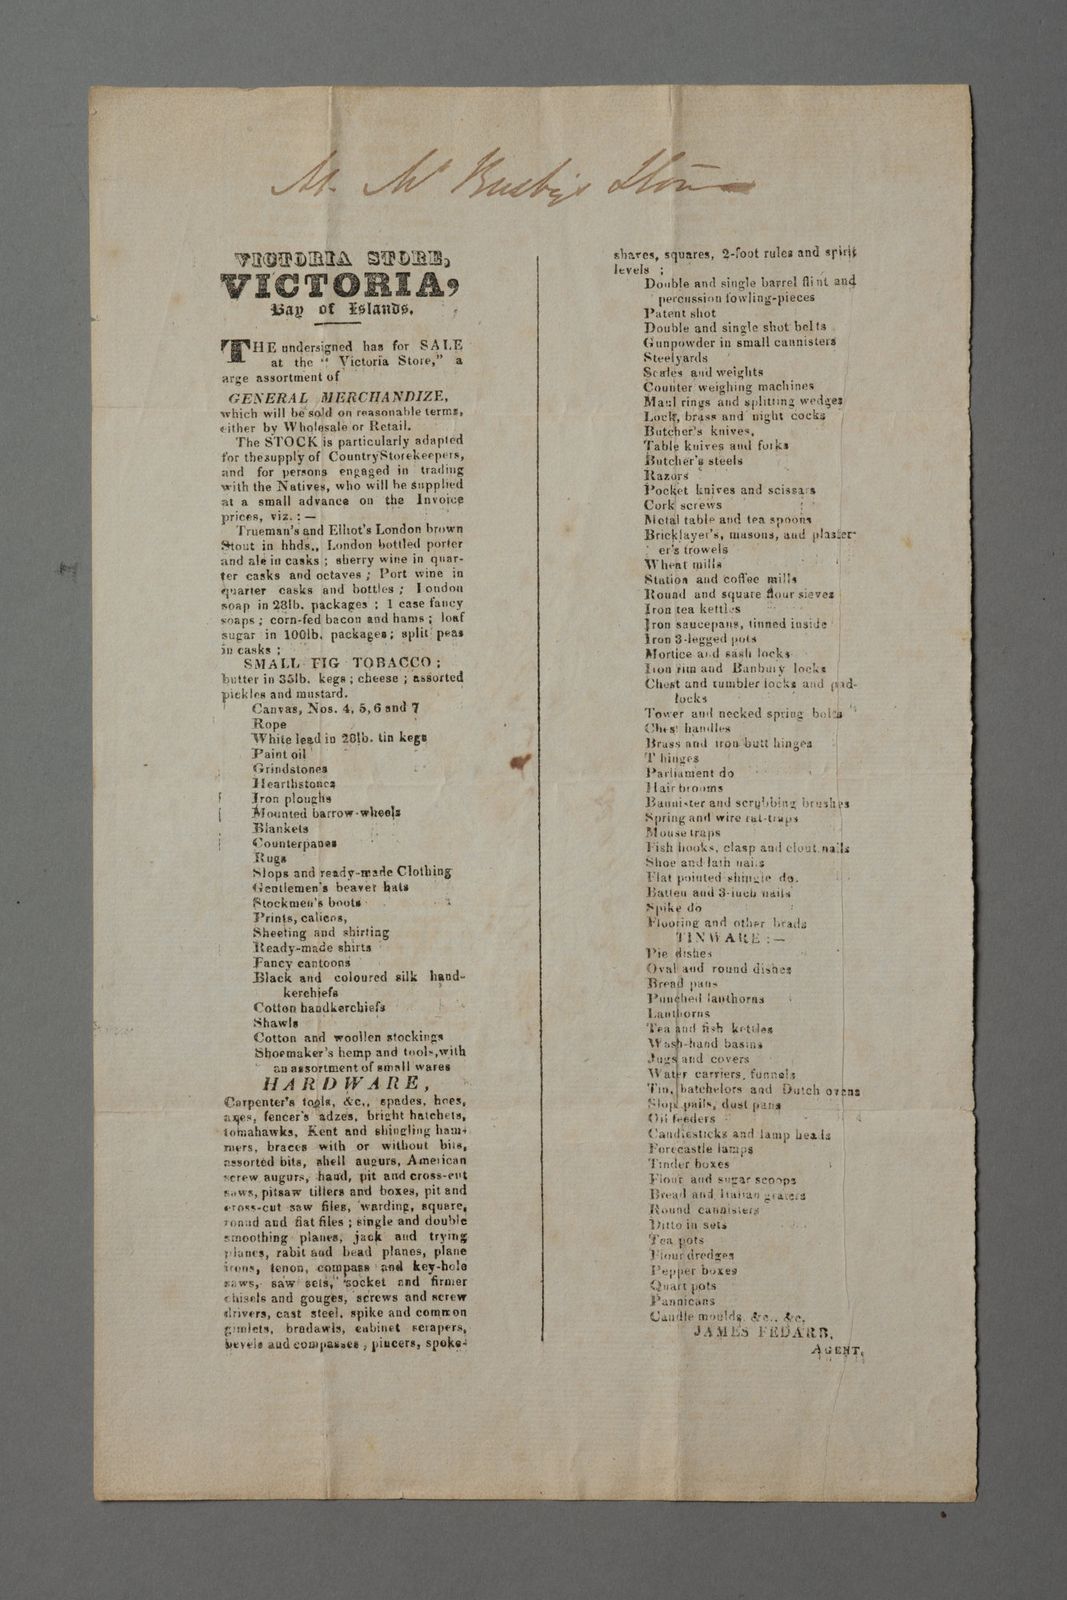 At Mr Busby's Store
VICTORIA STORE,
VICTORIA,
Bay of Islands.
THE undersigned has for SALE
at the "Victoria Store," a
arge assortment of
GENERAL MERCHANDIZE,
which will be sold on reasonable terms,
either by Wholesale or Retail.
The STOCK is particularly adapted
for the supply of Country Storekeepers,
and for persons engaged in trading
with the Natives, who will be supplied
at a small advance on the Invoice
prices, viz. : —
Trueman's and Elliot's London brown
Stout in hhds., London bottled porter
and ale in casks ; sherry wine in quar-
ter casks and octaves ; Port wine in
quarter casks and bottles ; London
soap in 28lb. packages ; 1 case fancy
soaps ; corn-fed bacon and hams ; loaf
sugar in 100lb. packages; split peas
in casks ;
SMALL FIG TOBACCO ;
butter in 35lb. kegs ; cheese ; assorted
pickles and mustard.
Canvas, Nos. 4, 5, 6 and 7
Rope
White lead in 28lb. tin kegs
Paint oil
Grindstones
Hearthstones
Iron ploughs
Mounted barrow-wheels
Blankets
Counterpanes
Rugs
Slops and ready-made Clothing
Gentlemen's beaver hats
Stockmen's boots
Prints, calicos,
Sheeting and shirting
Ready-made shirts
Fancy cantoons
Black and coloured silk hand-
kerchiefs
Cotton handkerchiefs
Shawls
Cotton and woollen stockings
Shoemaker's hemp and tools, with
an assortment of small wares
HARDWARE,
Carpenter's tools, &c., spades, hoes,
axes, fencer's adzes, bright hatchets,
tomahawks, Kent and shingling ham-
mers, braces with or without bits,
assorted bits, shell augurs, American
screw augurs, hand, pit and cross-cut
saws, pitsaw tillers and boxes, pit and
cross-cut saw files, warding, square,
round and flat files ; single and double
smoothing planes, jack and trying
planes, rabit and bead planes, plane
irons, tenon, compass and key-hole
saws, saw sets, socket and firmer
chisels and gouges, screws and screw
drivers, cast steel, spike and common
gimlets, bradawls, cabinet scrapers,
bevels and compasses, pincers, spoke-
shaves, squares, 2-foot rules and spirit
levels ;
Double and single barrel flint and
percussion fowling-pieces
Patent shot
Double and single shot belts
Gunpowder in small cannisters
Steelyards
Scales and weights
Counter weighing machines
Maul rings and splitting wedges
Lock, brass and night cocks
Butcher's knives,
Table knives and forks
Butcher's steels
Razors
Pocket knives and scissars
Cork screws
Metal table and tea spoons
Bricklayer's, masons, and plaster-
er's trowels
Wheat mills
Station and coffee mills
Round and square flour sieves
Iron tea kettles
Iron saucepans, tinned inside
Iron 3-legged pots
Mortice and sash locks
Iron rim and Banbury locks
Chest and tumbler locks and pad-
locks
Tower and necked spring bolts
Chest handles
Brass and iron butt hinges
T hinges
Parliament do
Hair brooms
Bannister and scrubbing brushes
Spring and wire rat-traps
Mouse traps
Fish hooks, clasp and clout nails
Shoe and lath nails
Flat pointed shingle do.
Batten and 3-inch nails
Spike do
Flooring and other brads
TINWARE : —
Pie dishes
Oval and round dishes
Bread pans
Punched lanthorns
Lanthorns
Tea and fish kettles
Wash-hand basins
Jugs and covers
Water carriers, funnels
Tin, batchelors and Dutch ovens
Slop pails, dust pans
Oil feeders
Candlesticks and lamp heads
Forecastle lamps
Tinder boxes
Flour and sugar scoops
Bread and Italian graters
Round cannisters
Ditto in sets
Tea pots
Flour dredges
Pepper boxes
Quart pots
Pannicans
Candle moulds, &c., &c.
JAMES FEDARB,
AGENT.